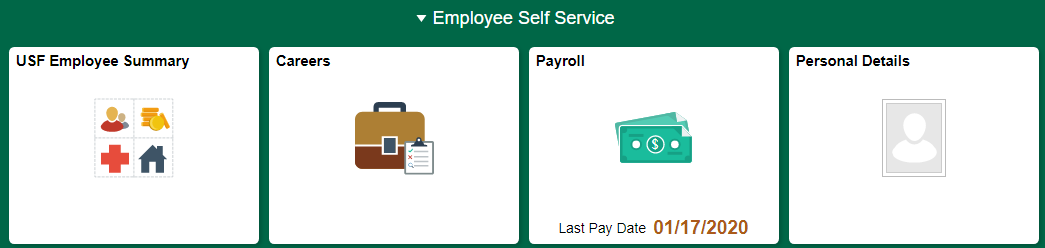 Employee Self Service
USF Employee Summary
Careers
Payroll
Personal Details
$
Last Pay Date 01/17/2020